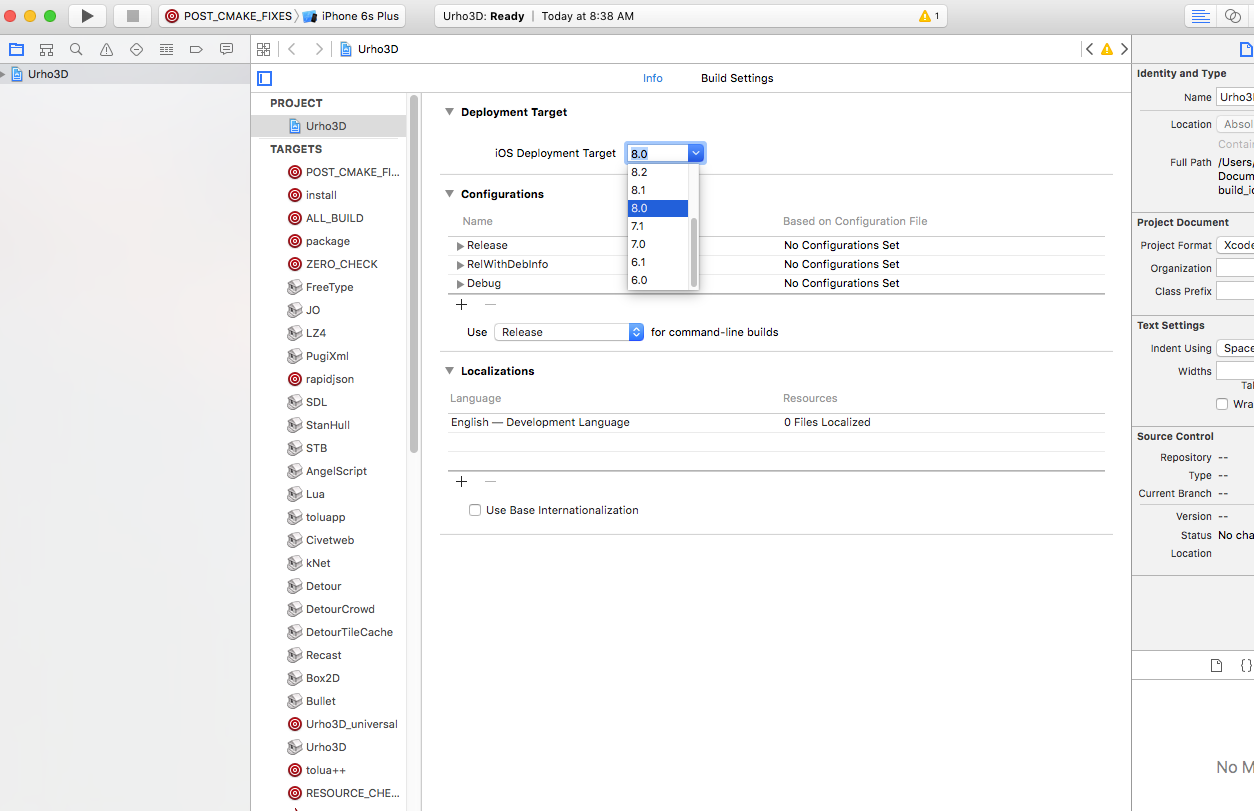 POST_CMAKE_FIXES iPhone 6s Plus
Urho3D: Ready Today at 8:38 AM
1
Urho3D
Urho3D
Info
Build Settings
PROJECT
Urho3D
TARGETS
POST_CMAKE_FI...
install
ALL_BUILD
package
ZERO_CHECK
FreeType
JO
LZ4
PugiXml
rapidjson
SDL
StanHull
STB
AngelScript
Lua
toluapp
Civetweb
kNet
Detour
DetourCrowd
DetourTileCache
Recast
Box2D
Bullet
Urho3D_universal
Urho3D
tolua++
RESOURCE_CHE...
Deployment Target
iOS Deployment Target 8.0
8.2
8.1
8.0
7.1
7.0
6.1
6.0
Configurations
Name Based on Configuration File
Release No Configurations Set
RelWithDebInfo No Configurations Set
Debug No Configurations Set
Use Release for command-line builds
Localizations
Language Resources
English — Development Language 0 Files Localized
Use Base Internationalization
Identity and Type
Name Urho3
Location Absol
Contai
Full Path /Users/
Docum
build_i
Project Document
Project Format Xcode
Organization
Class Prefix
Text Settings
Indent Using Space
Widths
Ta
Wra
Source Control
Repository --
Type --
Current Branch --
Version --
Status No cha
Location
{}
No M